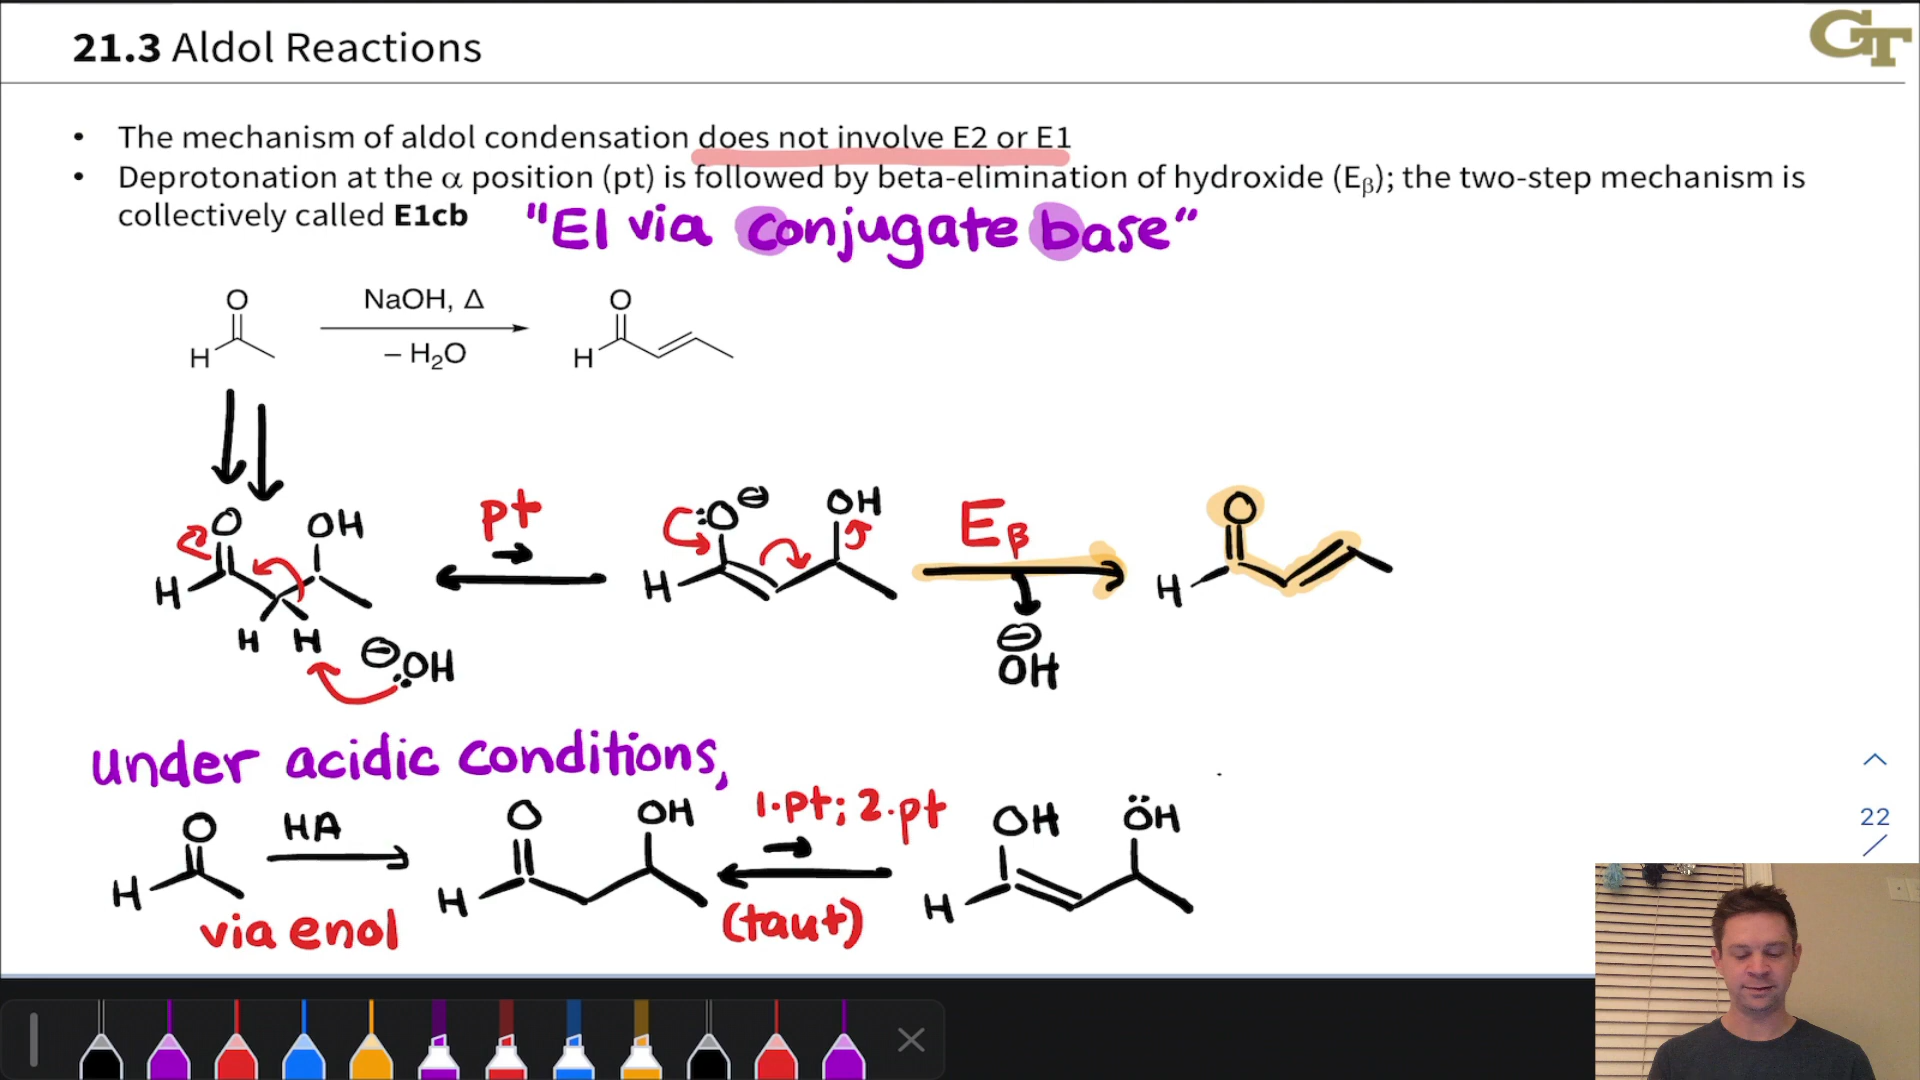 21.3 Aldol Reactions
GT
• The mechanism of aldol condensation does not involve E2 or E1
• Deprotonation at the α position (pt) is followed by beta-elimination of hydroxide (Eβ); the two-step mechanism is
collectively called E1cb "E1 via conjugate base"
O NaOH, Δ O
H – H₂O H
O OH pt :O⊖ OH Eβ O
H H H
H H ⊖:OH ⊖
OH
under acidic conditions,
O HA O OH 1.pt; 2.pt OH ÖH
H via enol H (taut) H
22